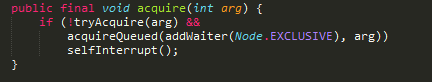 public final void acquire(int arg) {
    if (!tryAcquire(arg) &&
        acquireQueued(addWaiter(Node.EXCLUSIVE), arg))
        selfInterrupt();
}